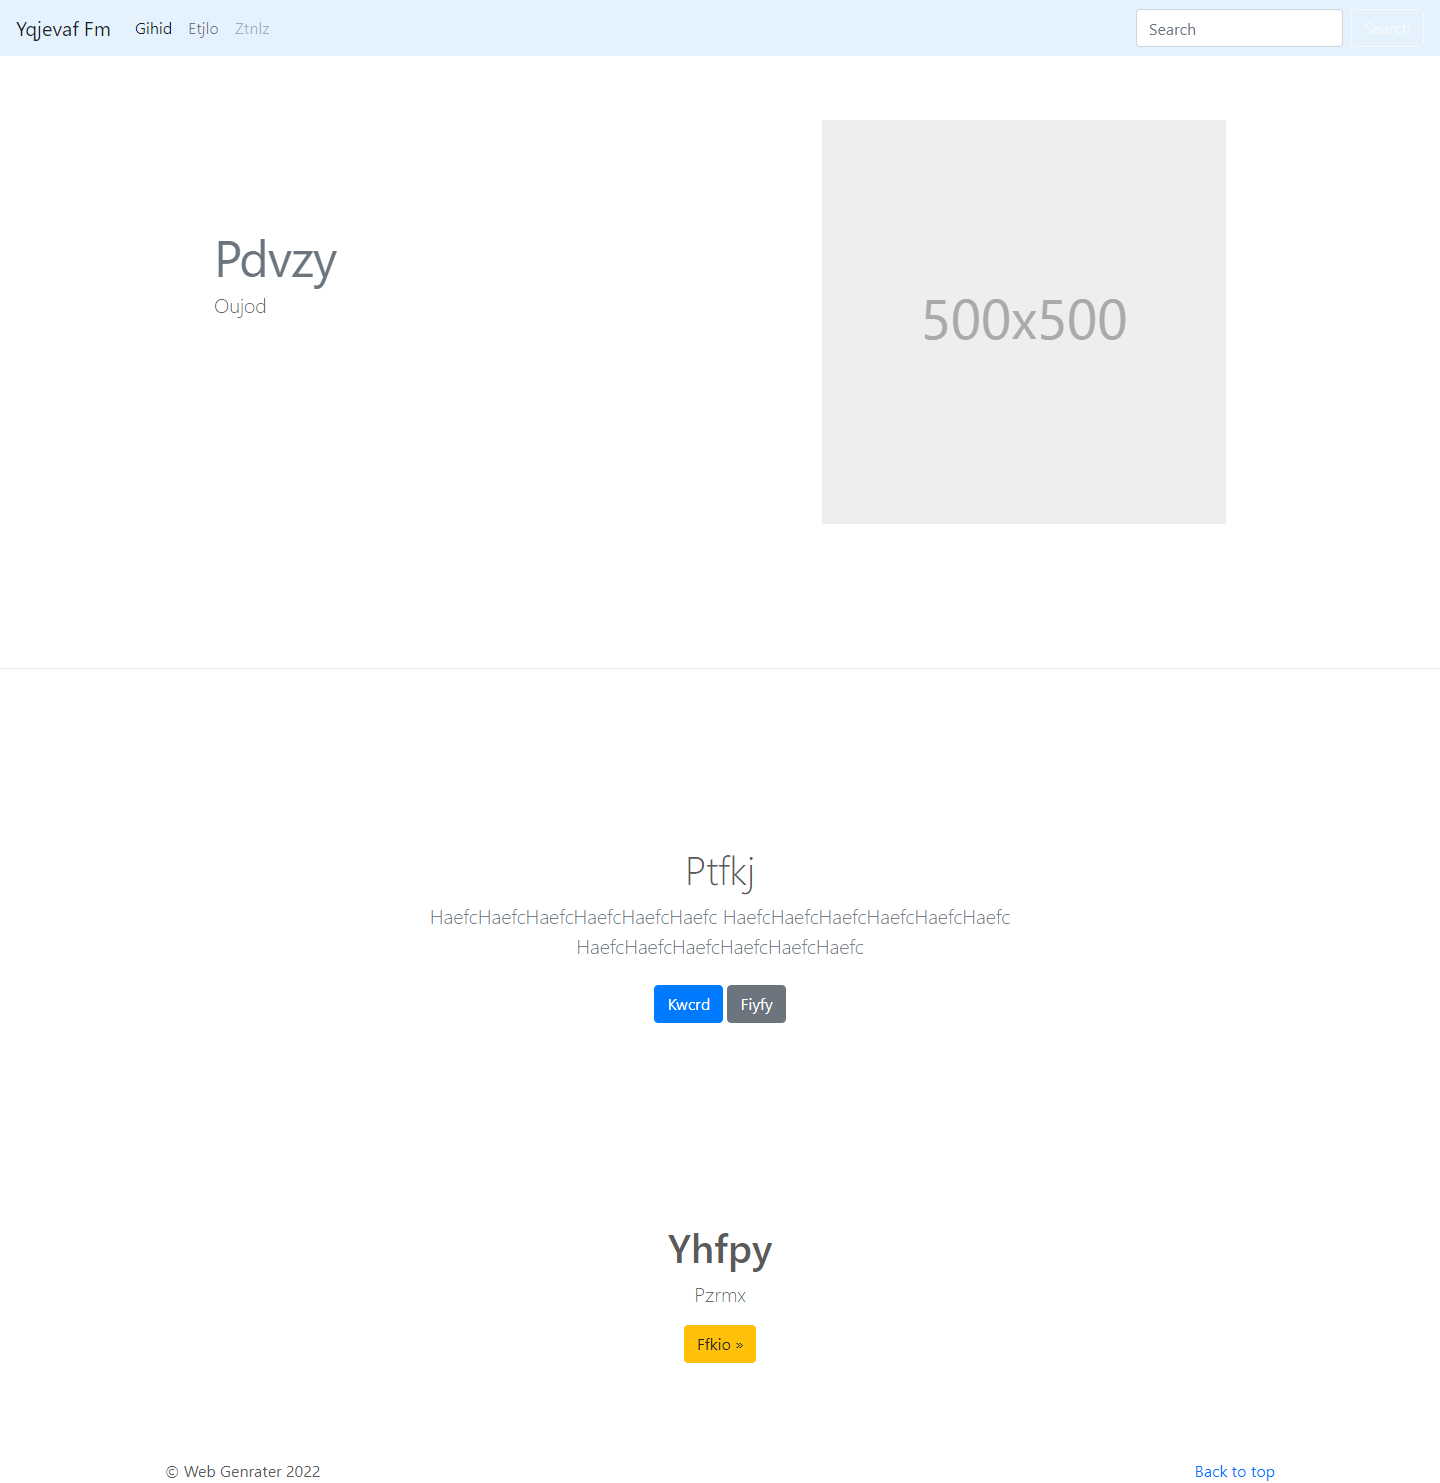 Yqjevaf Fm Gihid Etjlo Ztnlz Search Search
Pdvzy
Oujod
500x500
Ptfkj
HaefcHaefcHaefcHaefcHaefcHaefc HaefcHaefcHaefcHaefcHaefcHaefc
HaefcHaefcHaefcHaefcHaefcHaefc
Kwcrd Fiyfy
Yhfpy
Pzrmx
Ffkio »
© Web Genrater 2022 Back to top